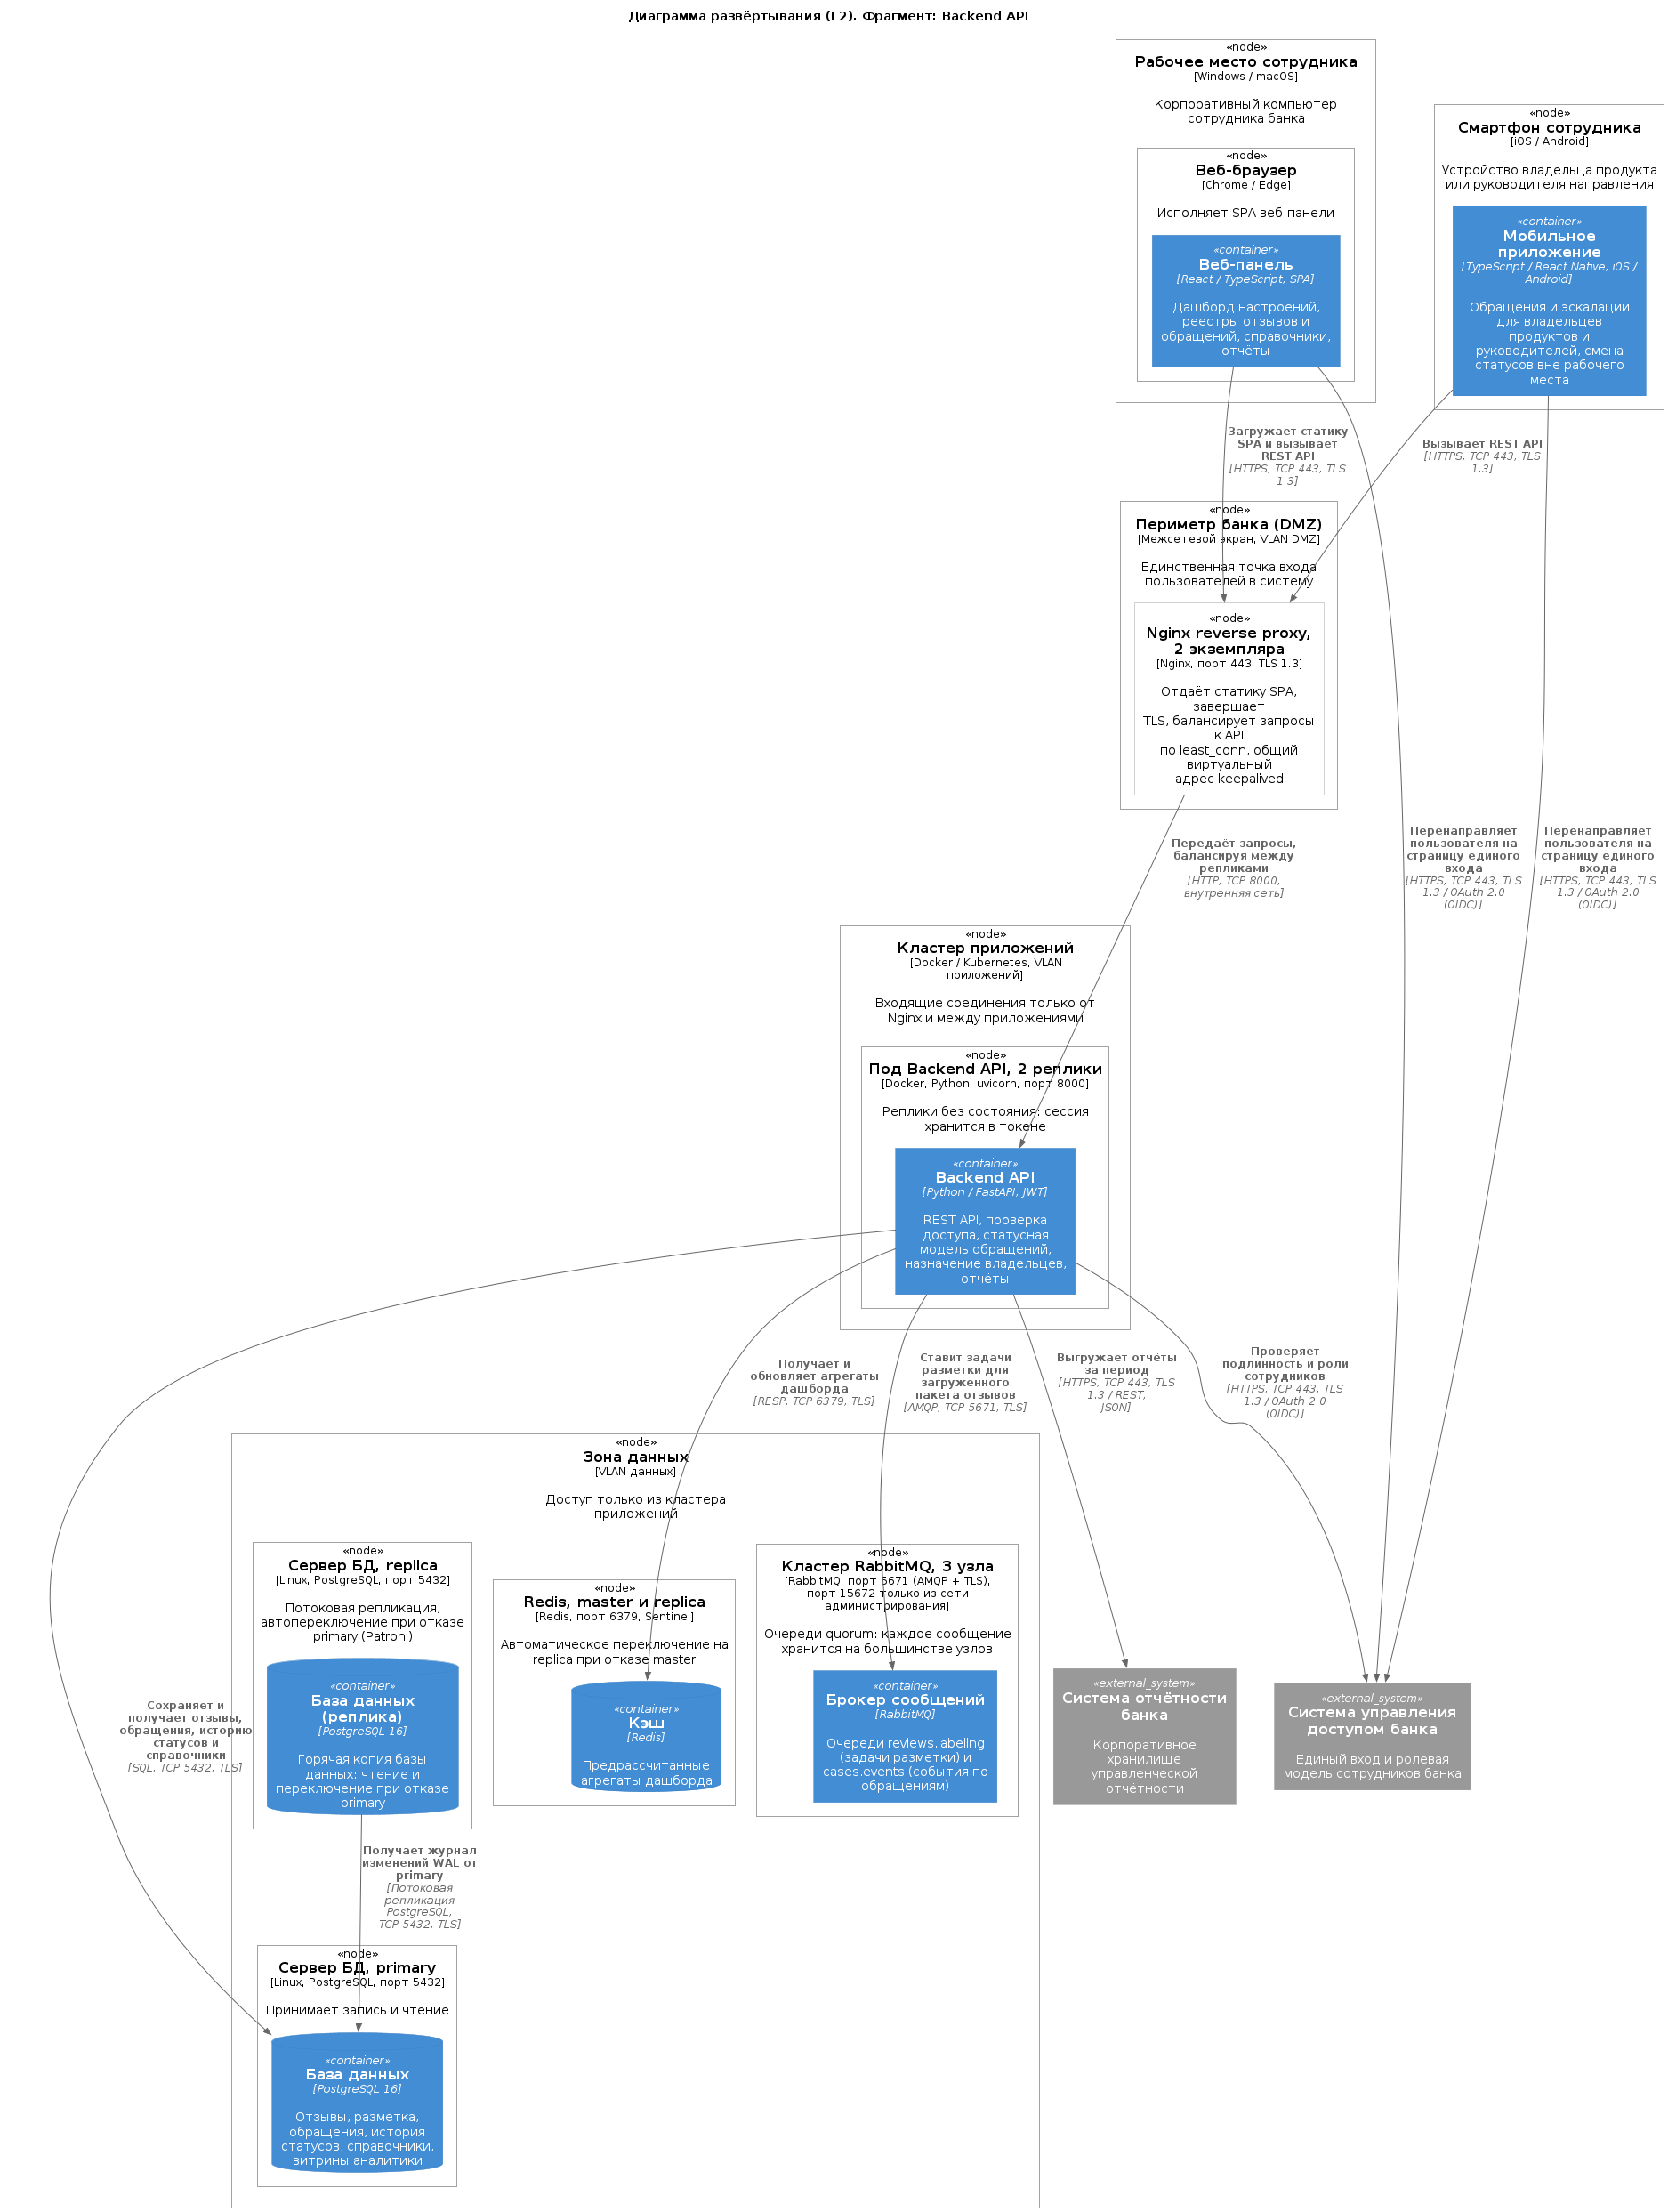 Диаграмма развёртывания (L2). Фрагмент: Backend API
«node»
Рабочее место сотрудника
[Windows / macOS]
Корпоративный компьютер
сотрудника банка
«node»
Веб-браузер
[Chrome / Edge]
Исполняет SPA веб-панели
«container»
Веб-панель
[React / TypeScript, SPA]
Дашборд настроений,
реестры отзывов и
обращений, справочники,
отчёты
«node»
Смартфон сотрудника
[iOS / Android]
Устройство владельца продукта
или руководителя направления
«container»
Мобильное
приложение
[TypeScript / React Native, iOS /
Android]
Обращения и эскалации
для владельцев
продуктов и
руководителей, смена
статусов вне рабочего
места
Загружает статику
SPA и вызывает
REST API
[HTTPS, TCP 443, TLS
1.3]
Вызывает REST API
[HTTPS, TCP 443, TLS
1.3]
«node»
Периметр банка (DMZ)
[Межсетевой экран, VLAN DMZ]
Единственная точка входа
пользователей в систему
«node»
Nginx reverse proxy,
2 экземпляра
[Nginx, порт 443, TLS 1.3]
Отдаёт статику SPA,
завершает
TLS, балансирует запросы
к API
по least_conn, общий
виртуальный
адрес keepalived
Передаёт запросы,
балансируя между
репликами
[HTTP, TCP 8000,
внутренняя сеть]
Перенаправляет
пользователя на
страницу единого
входа
[HTTPS, TCP 443, TLS
1.3 / OAuth 2.0
(OIDC)]
Перенаправляет
пользователя на
страницу единого
входа
[HTTPS, TCP 443, TLS
1.3 / OAuth 2.0
(OIDC)]
«node»
Кластер приложений
[Docker / Kubernetes, VLAN
приложений]
Входящие соединения только от
Nginx и между приложениями
«node»
Под Backend API, 2 реплики
[Docker, Python, uvicorn, порт 8000]
Реплики без состояния: сессия
хранится в токене
«container»
Backend API
[Python / FastAPI, JWT]
REST API, проверка
доступа, статусная
модель обращений,
назначение владельцев,
отчёты
Получает и
обновляет агрегаты
дашборда
[RESP, TCP 6379, TLS]
Ставит задачи
разметки для
загруженного
пакета отзывов
[AMQP, TCP 5671, TLS]
Выгружает отчёты
за период
[HTTPS, TCP 443, TLS
1.3 / REST,
JSON]
Проверяет
подлинность и роли
сотрудников
[HTTPS, TCP 443, TLS
1.3 / OAuth 2.0
(OIDC)]
«node»
Зона данных
[VLAN данных]
Доступ только из кластера
приложений
«node»
Сервер БД, replica
[Linux, PostgreSQL, порт 5432]
Потоковая репликация,
автопереключение при отказе
primary (Patroni)
«container»
База данных
(реплика)
[PostgreSQL 16]
Горячая копия базы
данных: чтение и
переключение при отказе
primary
«node»
Redis, master и replica
[Redis, порт 6379, Sentinel]
Автоматическое переключение на
replica при отказе master
«container»
Кэш
[Redis]
Предрассчитанные
агрегаты дашборда
«node»
Кластер RabbitMQ, 3 узла
[RabbitMQ, порт 5671 (AMQP + TLS),
порт 15672 только из сети
администрирования]
Очереди quorum: каждое сообщение
хранится на большинстве узлов
«container»
Брокер сообщений
[RabbitMQ]
Очереди reviews.labeling
(задачи разметки) и
cases.events (события по
обращениям)
«external_system»
Система отчётности
банка
Корпоративное
хранилище
управленческой
отчётности
«external_system»
Система управления
доступом банка
Единый вход и ролевая
модель сотрудников банка
Сохраняет и
получает отзывы,
обращения, историю
статусов и
справочники
[SQL, TCP 5432, TLS]
Получает журнал
изменений WAL от
primary
[Потоковая
репликация
PostgreSQL,
TCP 5432, TLS]
«node»
Сервер БД, primary
[Linux, PostgreSQL, порт 5432]
Принимает запись и чтение
«container»
База данных
[PostgreSQL 16]
Отзывы, разметка,
обращения, история
статусов, справочники,
витрины аналитики